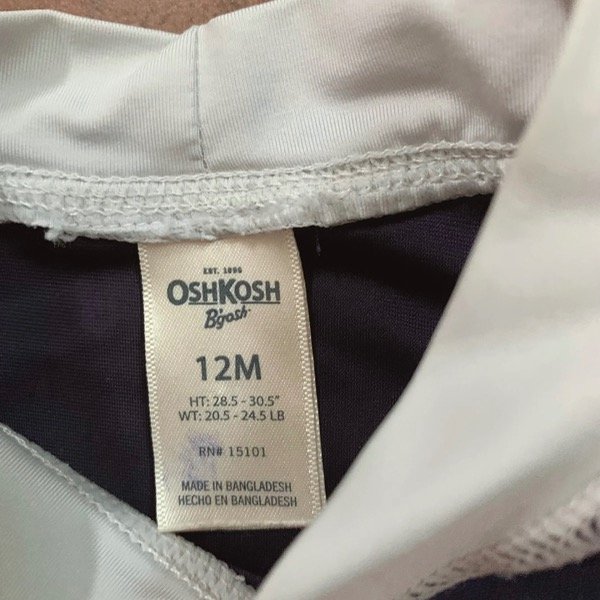 EST. 1895
OSHKOSH
B'gosh
12M
HT: 28.5 - 30.5"
WT: 20.5 - 24.5 LB
RN# 15101
MADE IN BANGLADESH
HECHO EN BANGLADESH